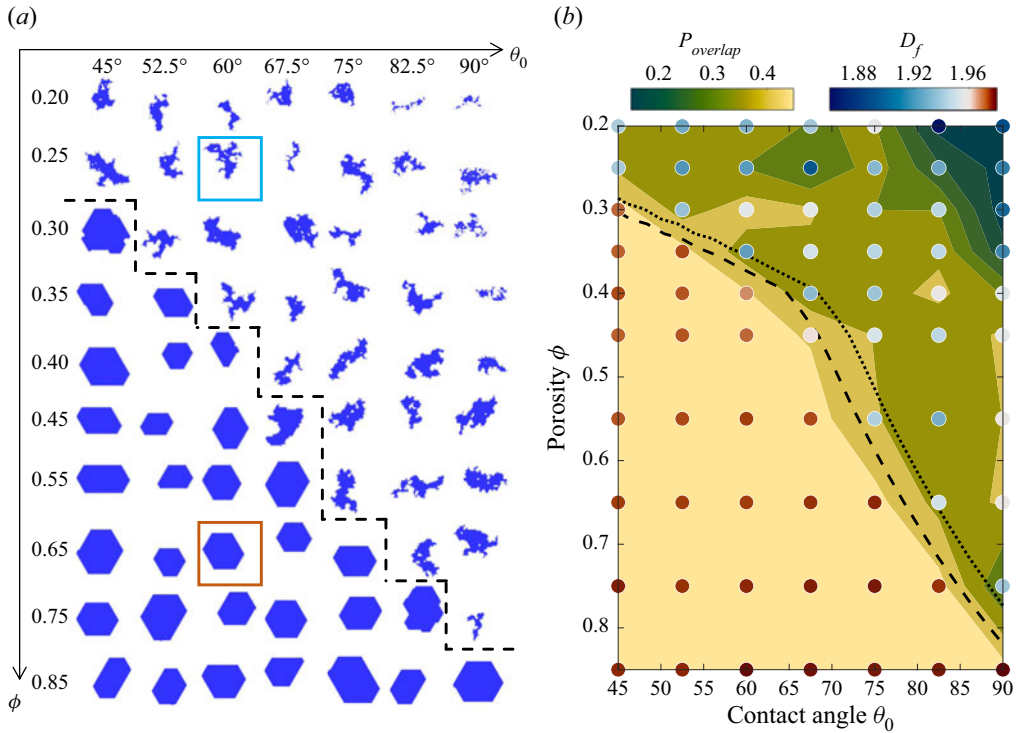 (a)
θ0
45° 52.5° 60° 67.5° 75° 82.5° 90°
0.20
0.25
0.30
0.35
0.40
0.45
0.55
0.65
0.75
0.85
ϕ
(b)
Poverlap Df
0.2 0.3 0.4 1.88 1.92 1.96
Porosity ϕ
0.2
0.3
0.4
0.5
0.6
0.7
0.8
45 50 55 60 65 70 75 80 85 90
Contact angle θ0